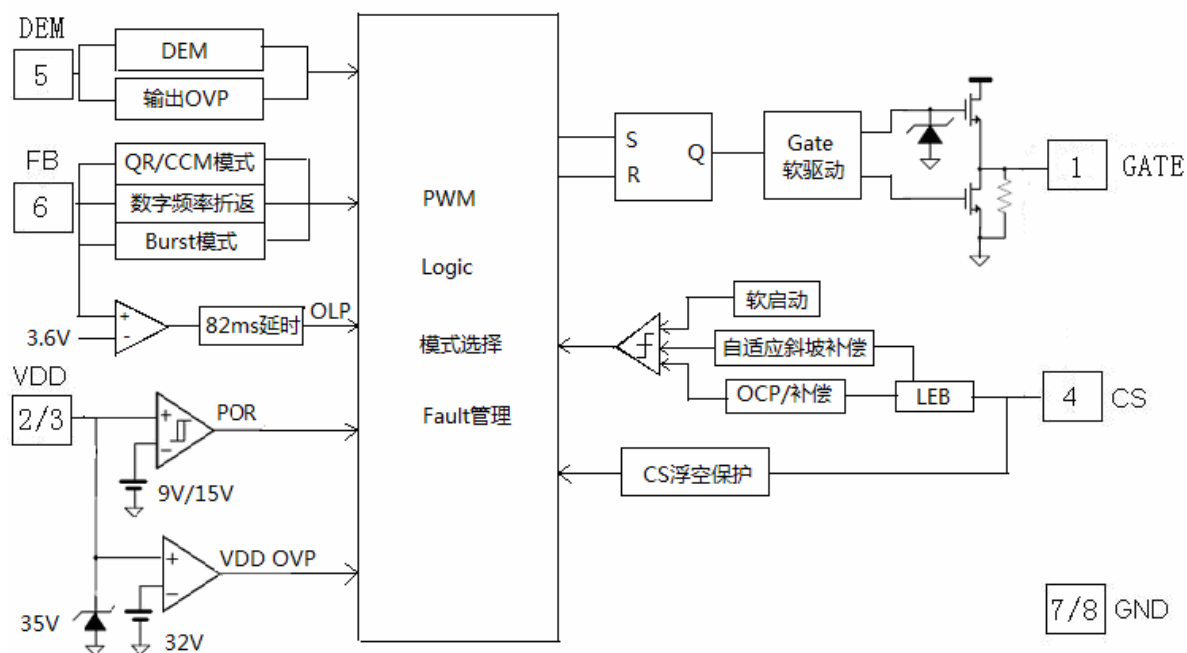 DEM
5
DEM
输出OVP
FB
6
QR/CCM模式
数字频率折返
Burst模式
+
-
3.6V
82ms延时
OLP
VDD
2/3
+
-
POR
9V/15V
+
-
VDD OVP
35V
32V
PWM
Logic
模式选择
Fault管理
S
R
Q
Gate
软驱动
1
GATE
软启动
自适应斜坡补偿
OCP/补偿
LEB
4
CS
CS浮空保护
7/8
GND